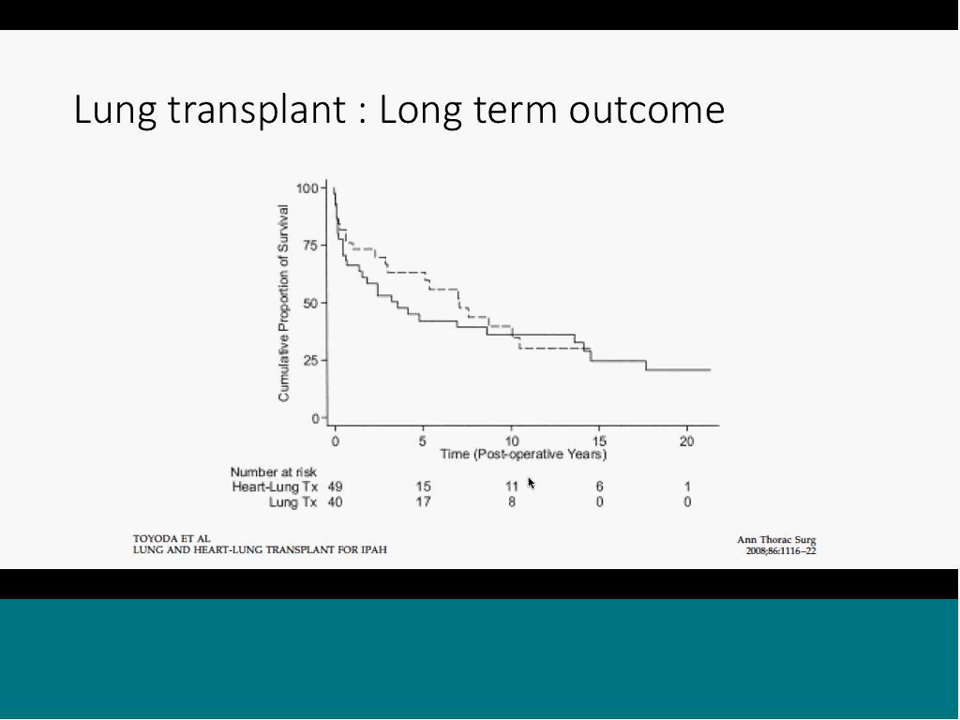 Lung transplant : Long term outcome
Cumulative Proportion of Survival
100
75
50
25
0
0 5 10 15 20
Time (Post-operative Years)
Number at risk
Heart-Lung Tx 49 15 11 6 1
Lung Tx 40 17 8 0 0
TOYODA ET AL
LUNG AND HEART-LUNG TRANSPLANT FOR IPAH
Ann Thorac Surg
2008;86:1116–22